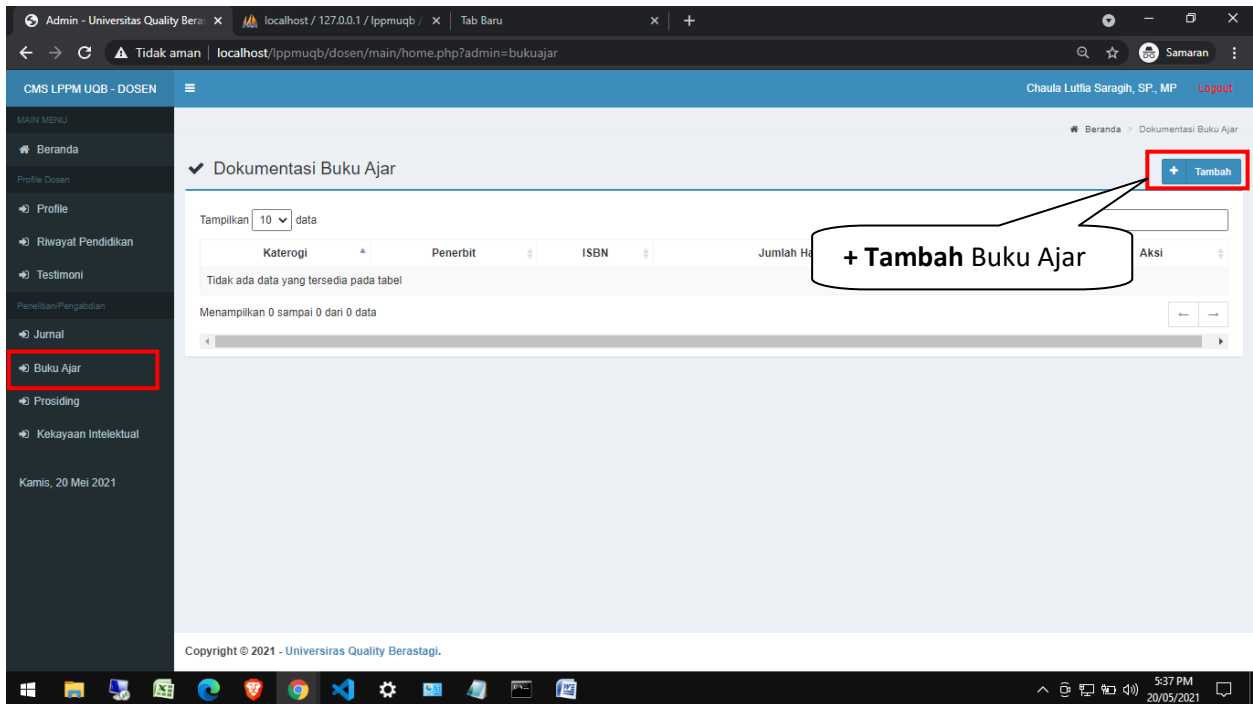 Admin - Universitas Quality Beras
localhost / 127.0.0.1 / lppmuqb /
Tab Baru
Tidak aman | localhost/lppmuqb/dosen/main/home.php?admin=bukuajar
Samaran
CMS LPPM UQB - DOSEN
Chaula Lutfia Saragih, SP., MP Logout
MAIN MENU
Beranda
Profile Dosen
Profile
Riwayat Pendidikan
Testimoni
Penelitian/Pengabdian
Jurnal
Buku Ajar
Prosiding
Kekayaan Intelektual
Kamis, 20 Mei 2021
Beranda > Dokumentasi Buku Ajar
Dokumentasi Buku Ajar
+ Tambah
Tampilkan 10 data
Katerogi Penerbit ISBN Jumlah Ha Aksi
+ Tambah Buku Ajar
Tidak ada data yang tersedia pada tabel
Menampilkan 0 sampai 0 dari 0 data
← →
Copyright © 2021 - Universiras Quality Berastagi.
5:37 PM
20/05/2021